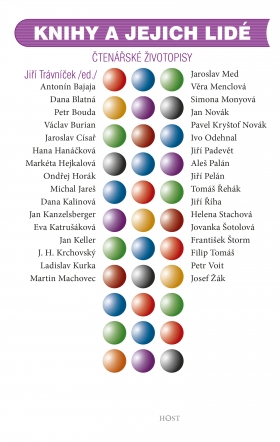 KNIHY A JEJICH LIDÉ
ČTENÁŘSKÉ ŽIVOTOPISY
Jiří Trávníček /ed./
Antonín Bajaja
Dana Blatná
Petr Bouda
Václav Burian
Jaroslav Císař
Hana Hanáčková
Markéta Hejkalová
Ondřej Horák
Michal Jareš
Dana Kalinová
Jan Kanzelsberger
Eva Katrušáková
Jan Keller
J. H. Krchovský
Ladislav Kurka
Martin Machovec
Jaroslav Med
Věra Menclová
Simona Monyová
Jan Novák
Pavel Kryštof Novák
Ivo Odehnal
Jiří Padevět
Aleš Palán
Jiří Pelán
Tomáš Řehák
Jiří Říha
Helena Stachová
Jovanka Šotolová
František Štorm
Filip Tomáš
Petr Voit
Josef Žák
HOST